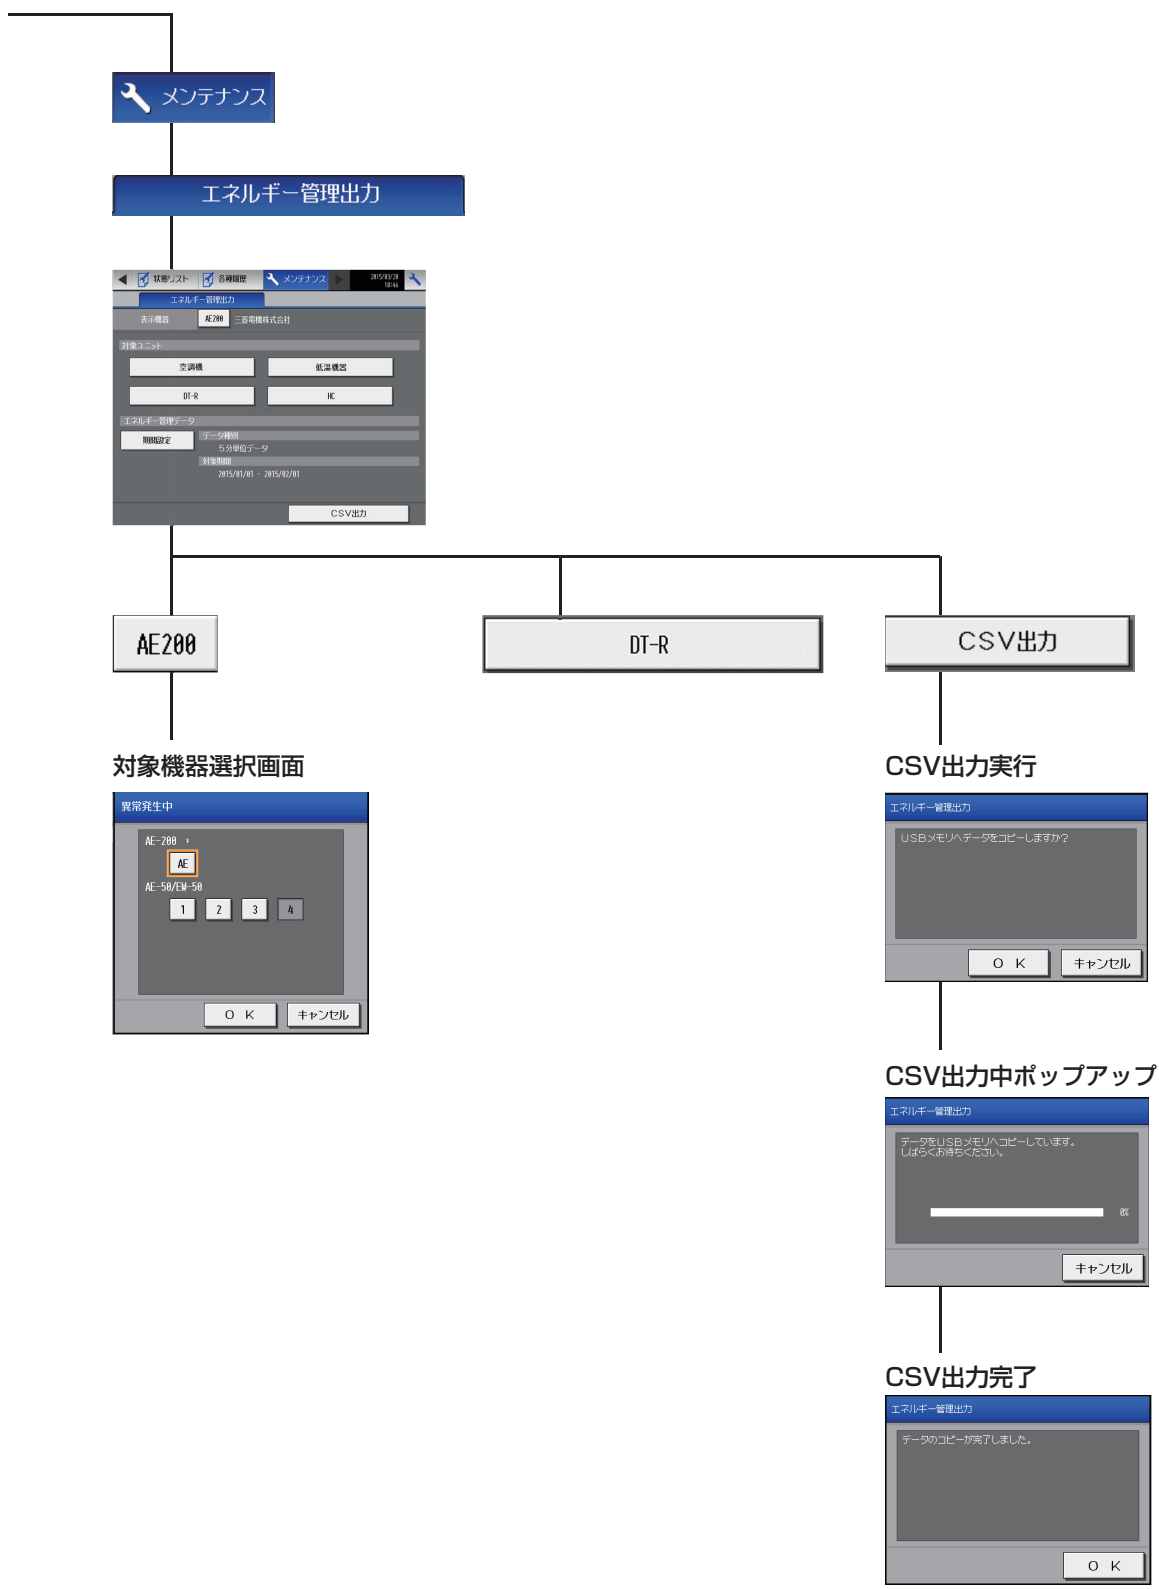 メンテナンス
エネルギー管理出力
状態リスト 各種履歴 メンテナンス 2015/03/20 18:46
エネルギー管理出力
表示機器 AE200 三菱電機株式会社
対象ユニット
空調機 低温機器
DT-R HC
エネルギー管理データ
期間設定 データ種別
5分単位データ
対象期間
2015/01/01 - 2015/02/01
CSV出力
AE200 DT-R CSV出力
対象機器選択画面
異常発生中
AE-200
AE
AE-50/EW-50
1 2 3 4
OK キャンセル
CSV出力実行
エネルギー管理出力
USBメモリへデータをコピーしますか？
OK キャンセル
CSV出力中ポップアップ
エネルギー管理出力
データをUSBメモリへコピーしています。
しばらくお待ちください。
0%
キャンセル
CSV出力完了
エネルギー管理出力
データのコピーが完了しました。
OK